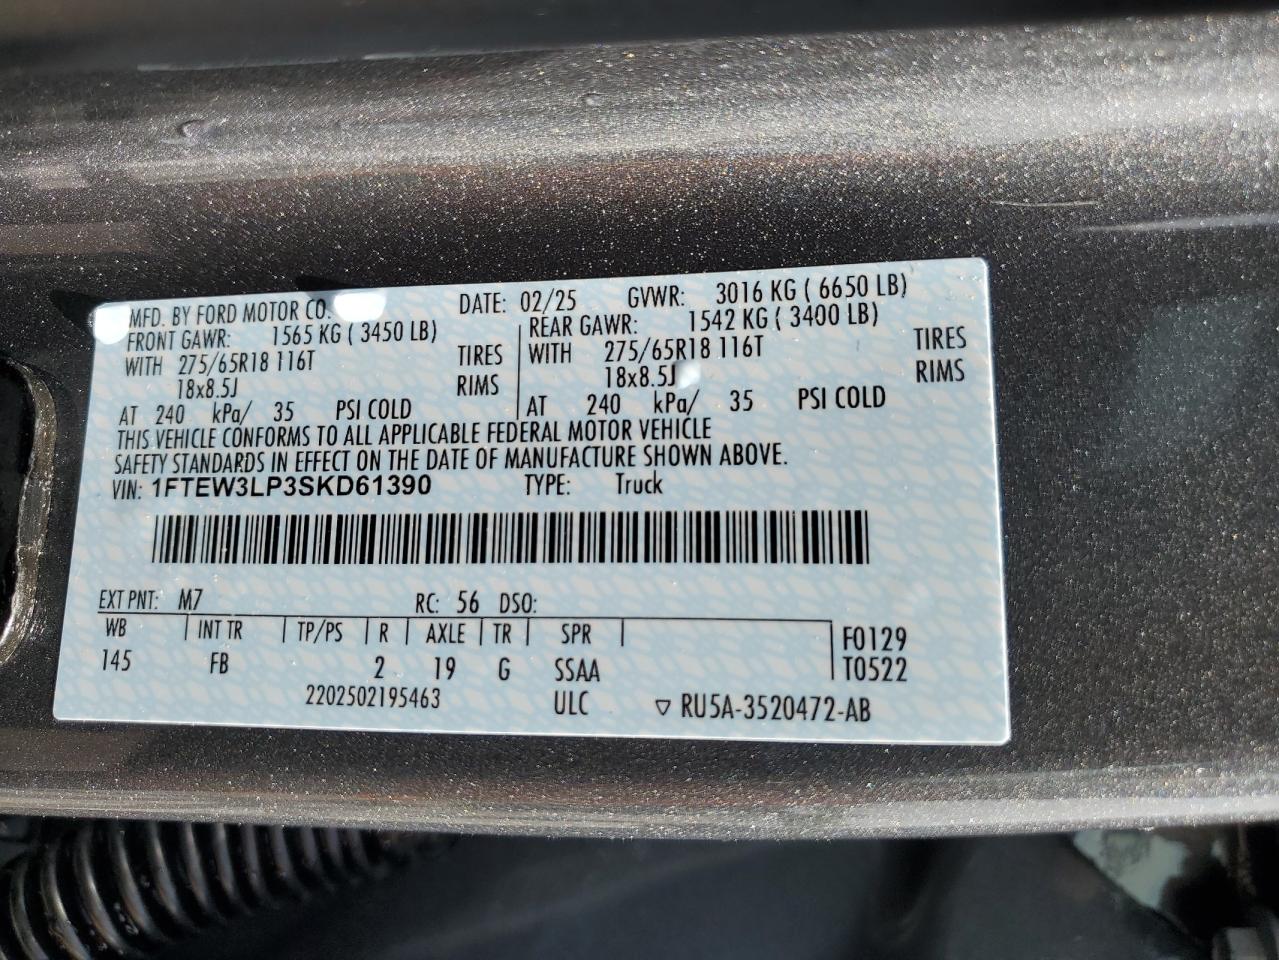 MFD. BY FORD MOTOR CO. DATE: 02/25 GVWR: 3016 KG ( 6650 LB)
FRONT GAWR: 1565 KG ( 3450 LB) REAR GAWR: 1542 KG ( 3400 LB)
WITH 275/65R18 116T TIRES WITH 275/65R18 116T TIRES
18x8.5J RIMS 18x8.5J RIMS
AT 240 kPa/ 35 PSI COLD AT 240 kPa/ 35 PSI COLD
THIS VEHICLE CONFORMS TO ALL APPLICABLE FEDERAL MOTOR VEHICLE
SAFETY STANDARDS IN EFFECT ON THE DATE OF MANUFACTURE SHOWN ABOVE.
VIN: 1FTEW3LP3SKD61390 TYPE: Truck
EXT PNT: M7 RC: 56 DSO:
WB INT TR TP/PS R AXLE TR SPR F0129
145 FB 2 19 G SSAA T0522
2202502195463 ULC ▽ RU5A-3520472-AB